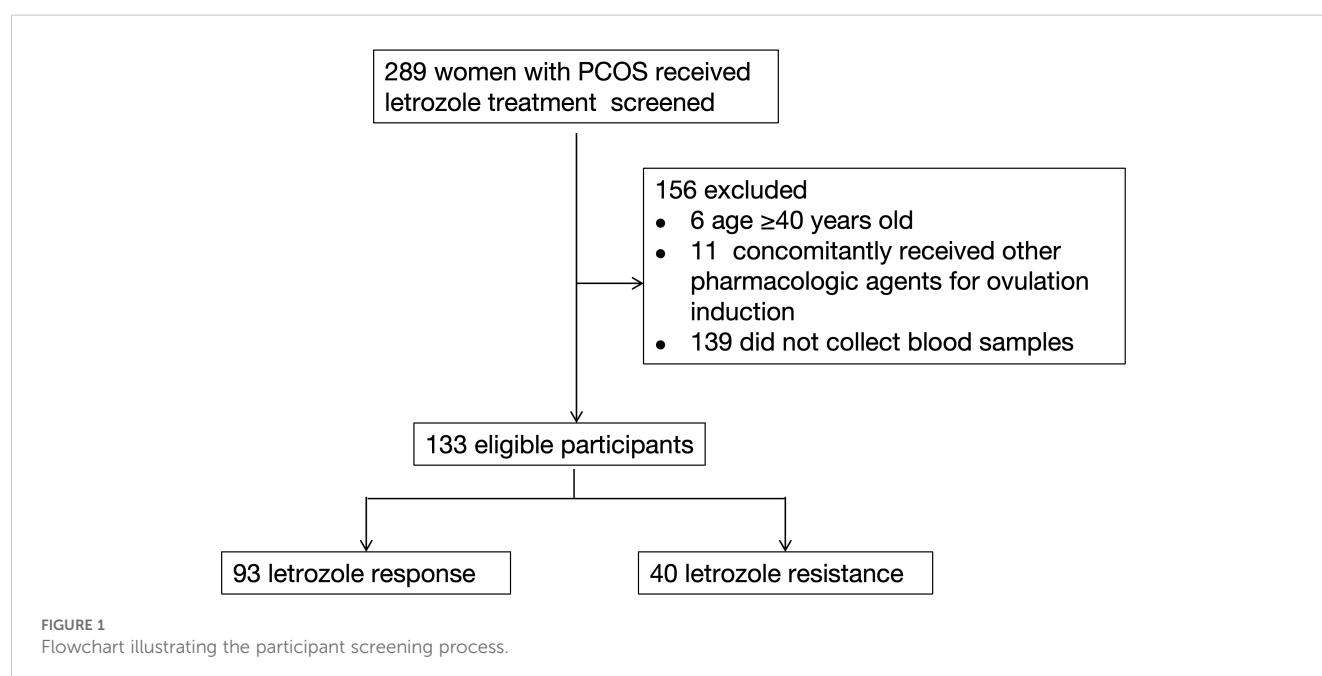 289 women with PCOS received
letrozole treatment screened
156 excluded
• 6 age ≥40 years old
• 11 concomitantly received other
pharmacologic agents for ovulation
induction
• 139 did not collect blood samples
133 eligible participants
93 letrozole response
40 letrozole resistance
FIGURE 1
Flowchart illustrating the participant screening process.